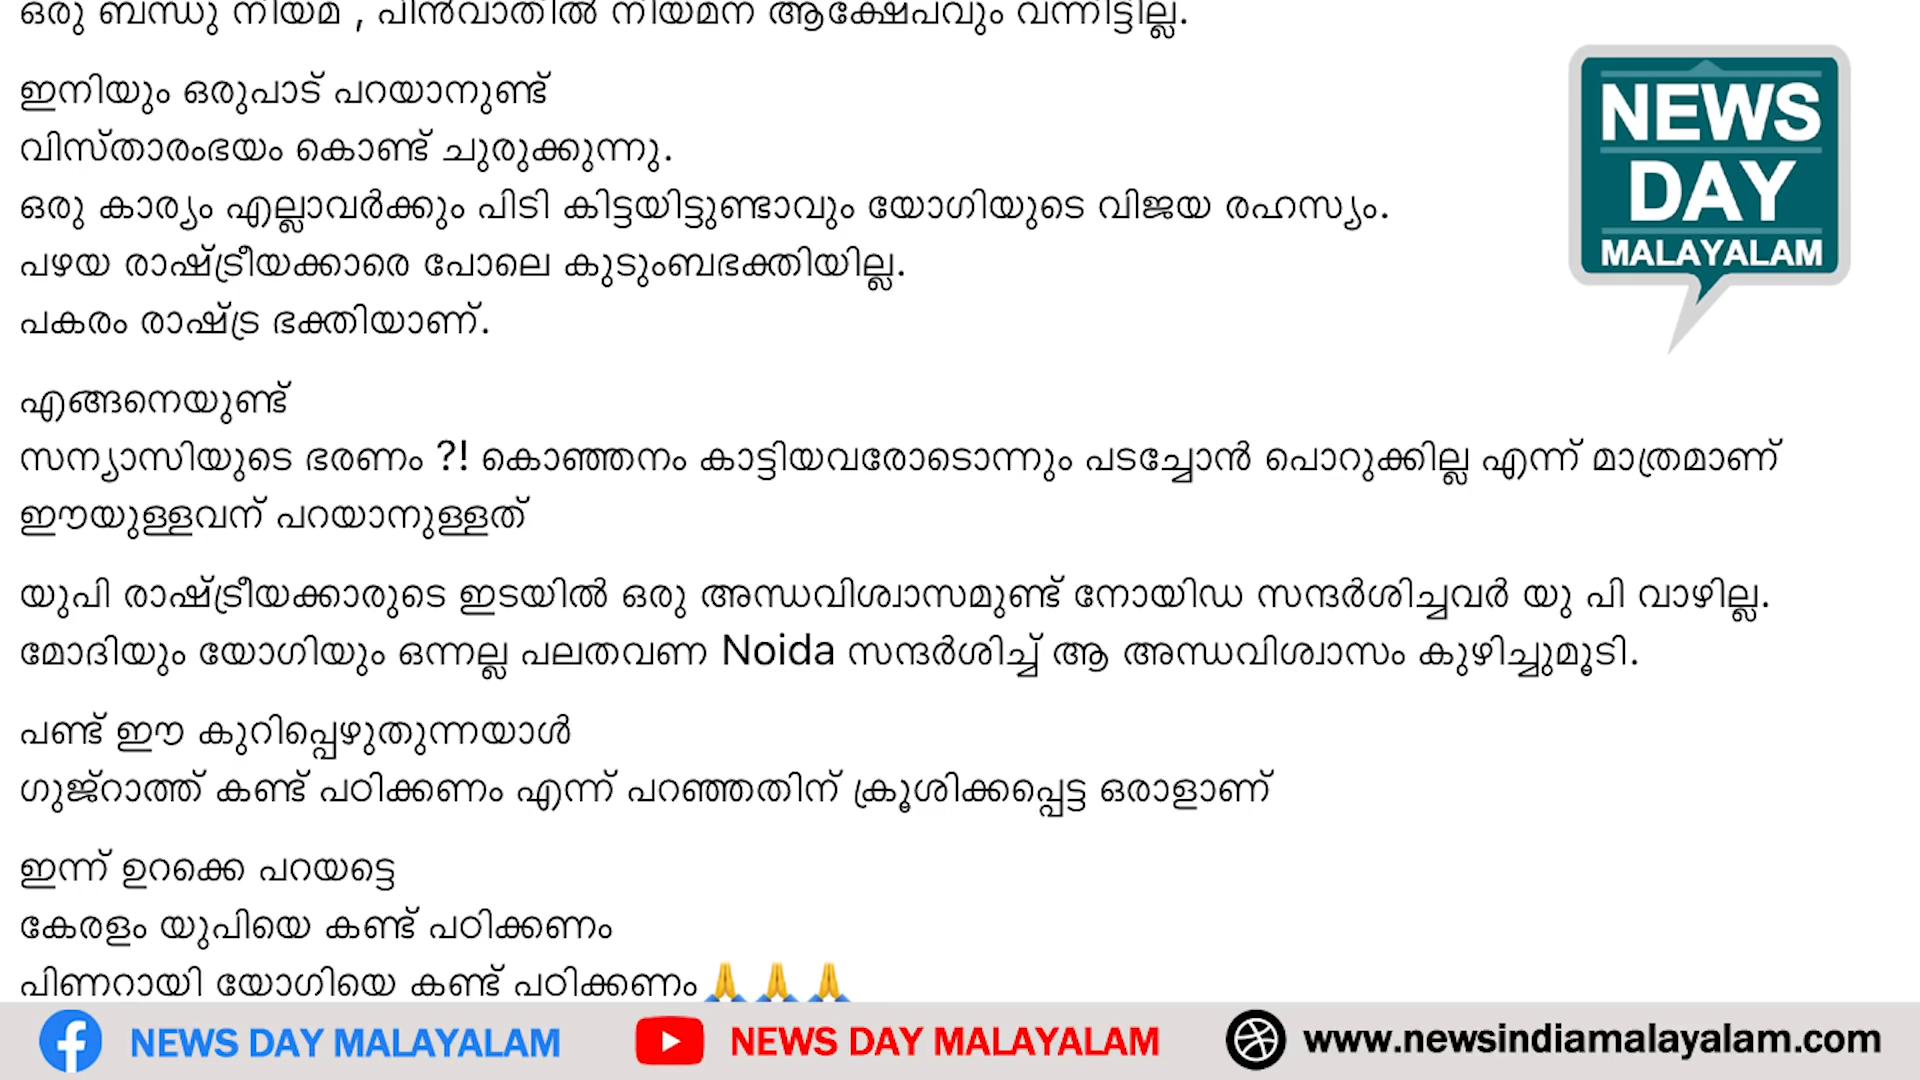 ഒരു ബന്ധു നിയമ , പിൻവാതിൽ നിയമന ആക്ഷേപവും വന്നിട്ടില്ല.
ഇനിയും ഒരുപാട് പറയാനുണ്ട്
വിസ്താരംഭയം കൊണ്ട് ചുരുക്കുന്നു.
ഒരു കാര്യം എല്ലാവർക്കും പിടി കിട്ടയിട്ടുണ്ടാവും യോഗിയുടെ വിജയ രഹസ്യം.
പഴയ രാഷ്ട്രീയക്കാരെ പോലെ കുടുംബഭക്തിയില്ല.
പകരം രാഷ്ട്ര ഭക്തിയാണ്.
എങ്ങനെയുണ്ട്
സന്യാസിയുടെ ഭരണം ?! കൊഞ്ഞനം കാട്ടിയവരോടൊന്നും പടച്ചോൻ പൊറുക്കില്ല എന്ന് മാത്രമാണ്
ഈയുള്ളവന് പറയാനുള്ളത്
യുപി രാഷ്ട്രീയക്കാരുടെ ഇടയിൽ ഒരു അന്ധവിശ്വാസമുണ്ട് നോയിഡ സന്ദർശിച്ചവർ യു പി വാഴില്ല.
മോദിയും യോഗിയും ഒന്നല്ല പലതവണ Noida സന്ദർശിച്ച് ആ അന്ധവിശ്വാസം കുഴിച്ചുമൂടി.
പണ്ട് ഈ കുറിപ്പെഴുതുന്നയാൾ
ഗുജ്റാത്ത് കണ്ട് പഠിക്കണം എന്ന് പറഞ്ഞതിന് ക്രൂശിക്കപ്പെട്ട ഒരാളാണ്
ഇന്ന് ഉറക്കെ പറയട്ടെ
കേരളം യുപിയെ കണ്ട് പഠിക്കണം
പിണറായി യോഗിയെ കണ്ട് പഠിക്കണം🙏🙏🙏
NEWS
DAY
MALAYALAM
NEWS DAY MALAYALAM
NEWS DAY MALAYALAM
www.newsindiamalayalam.com